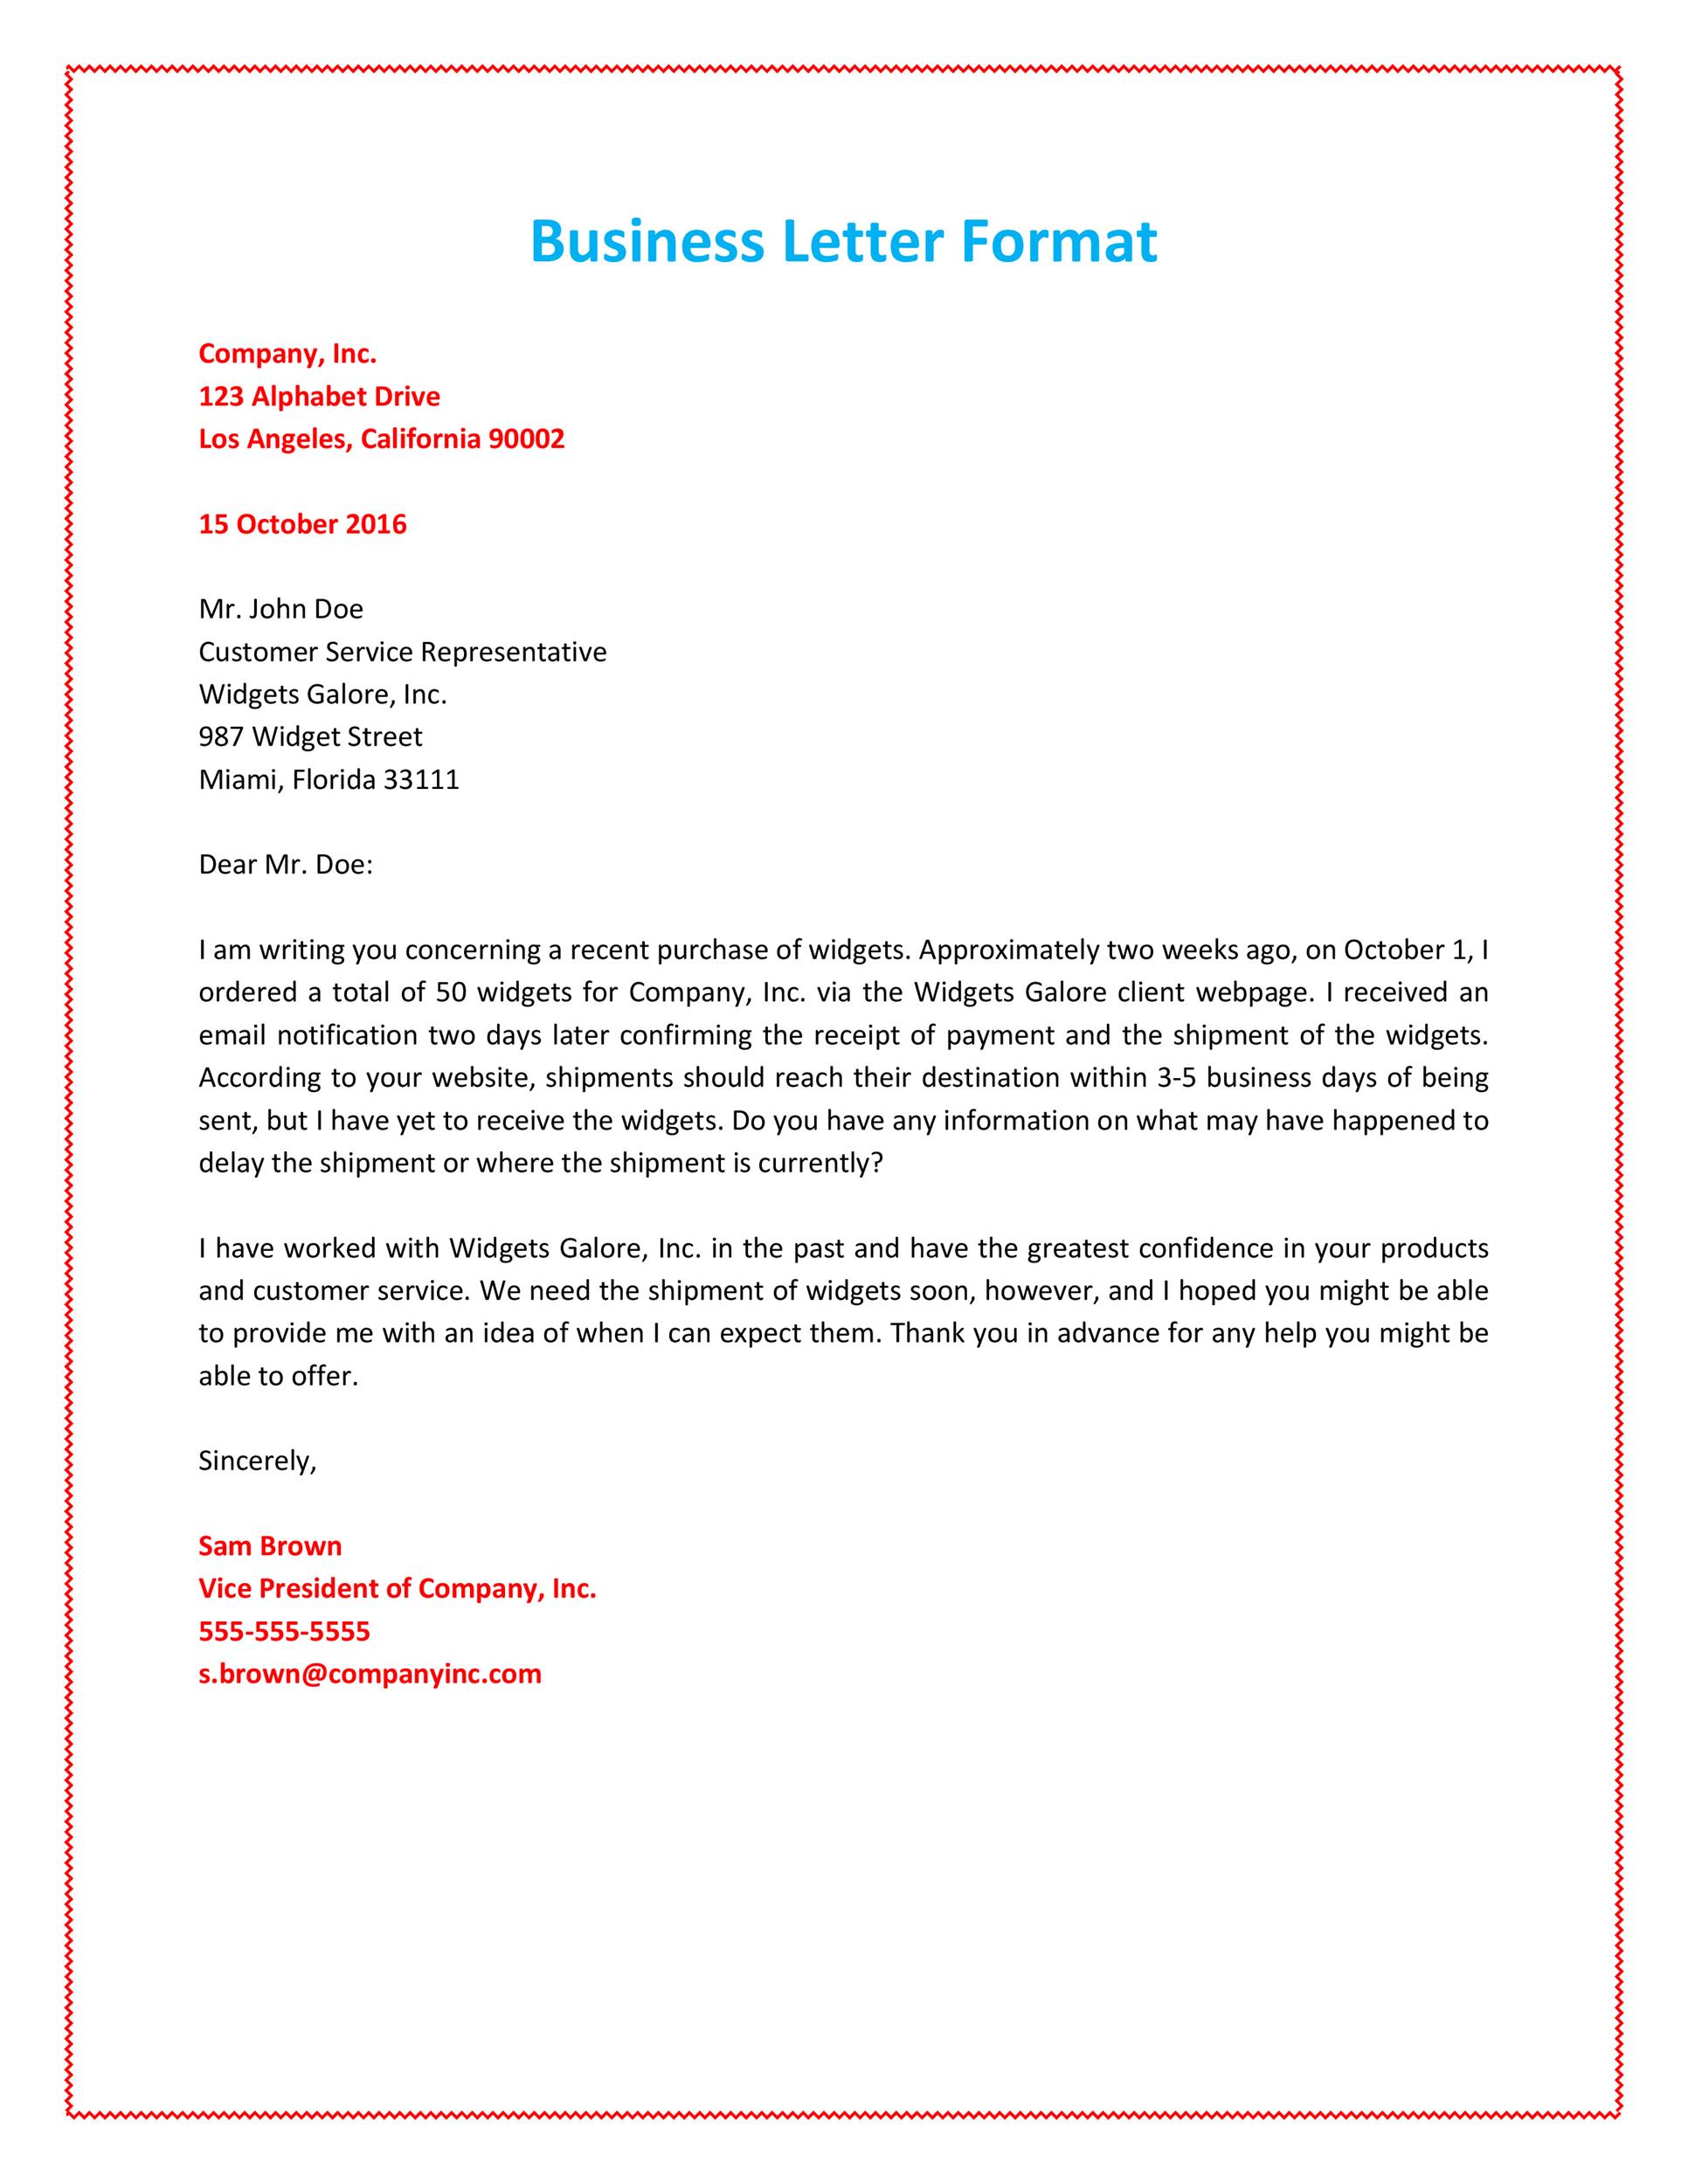 Business Letter Format
Company, Inc.
123 Alphabet Drive
Los Angeles, California 90002
15 October 2016
Mr. John Doe
Customer Service Representative
Widgets Galore, Inc.
987 Widget Street
Miami, Florida 33111
Dear Mr. Doe:
I am writing you concerning a recent purchase of widgets. Approximately two weeks ago, on October 1, I
ordered a total of 50 widgets for Company, Inc. via the Widgets Galore client webpage. I received an
email notification two days later confirming the receipt of payment and the shipment of the widgets.
According to your website, shipments should reach their destination within 3-5 business days of being
sent, but I have yet to receive the widgets. Do you have any information on what may have happened to
delay the shipment or where the shipment is currently?
I have worked with Widgets Galore, Inc. in the past and have the greatest confidence in your products
and customer service. We need the shipment of widgets soon, however, and I hoped you might be able
to provide me with an idea of when I can expect them. Thank you in advance for any help you might be
able to offer.
Sincerely,
Sam Brown
Vice President of Company, Inc.
555-555-5555
s.brown@companyinc.com